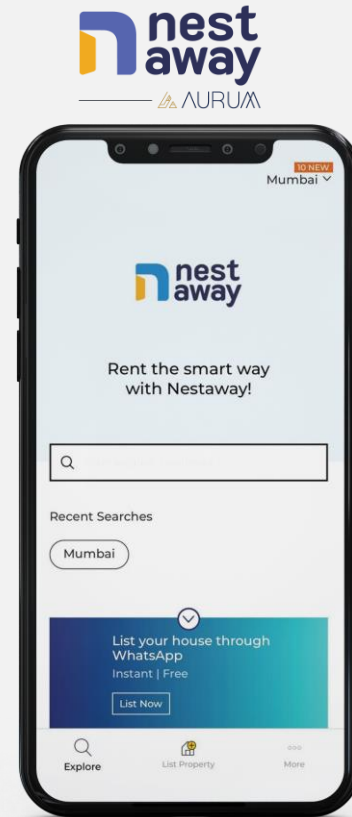 nest
away
AURUM
10 NEW
Mumbai
nest
away
Rent the smart way
with Nestaway!
Recent Searches
Mumbai
List your house through
WhatsApp
Instant | Free
List Now
Explore
List Property
More